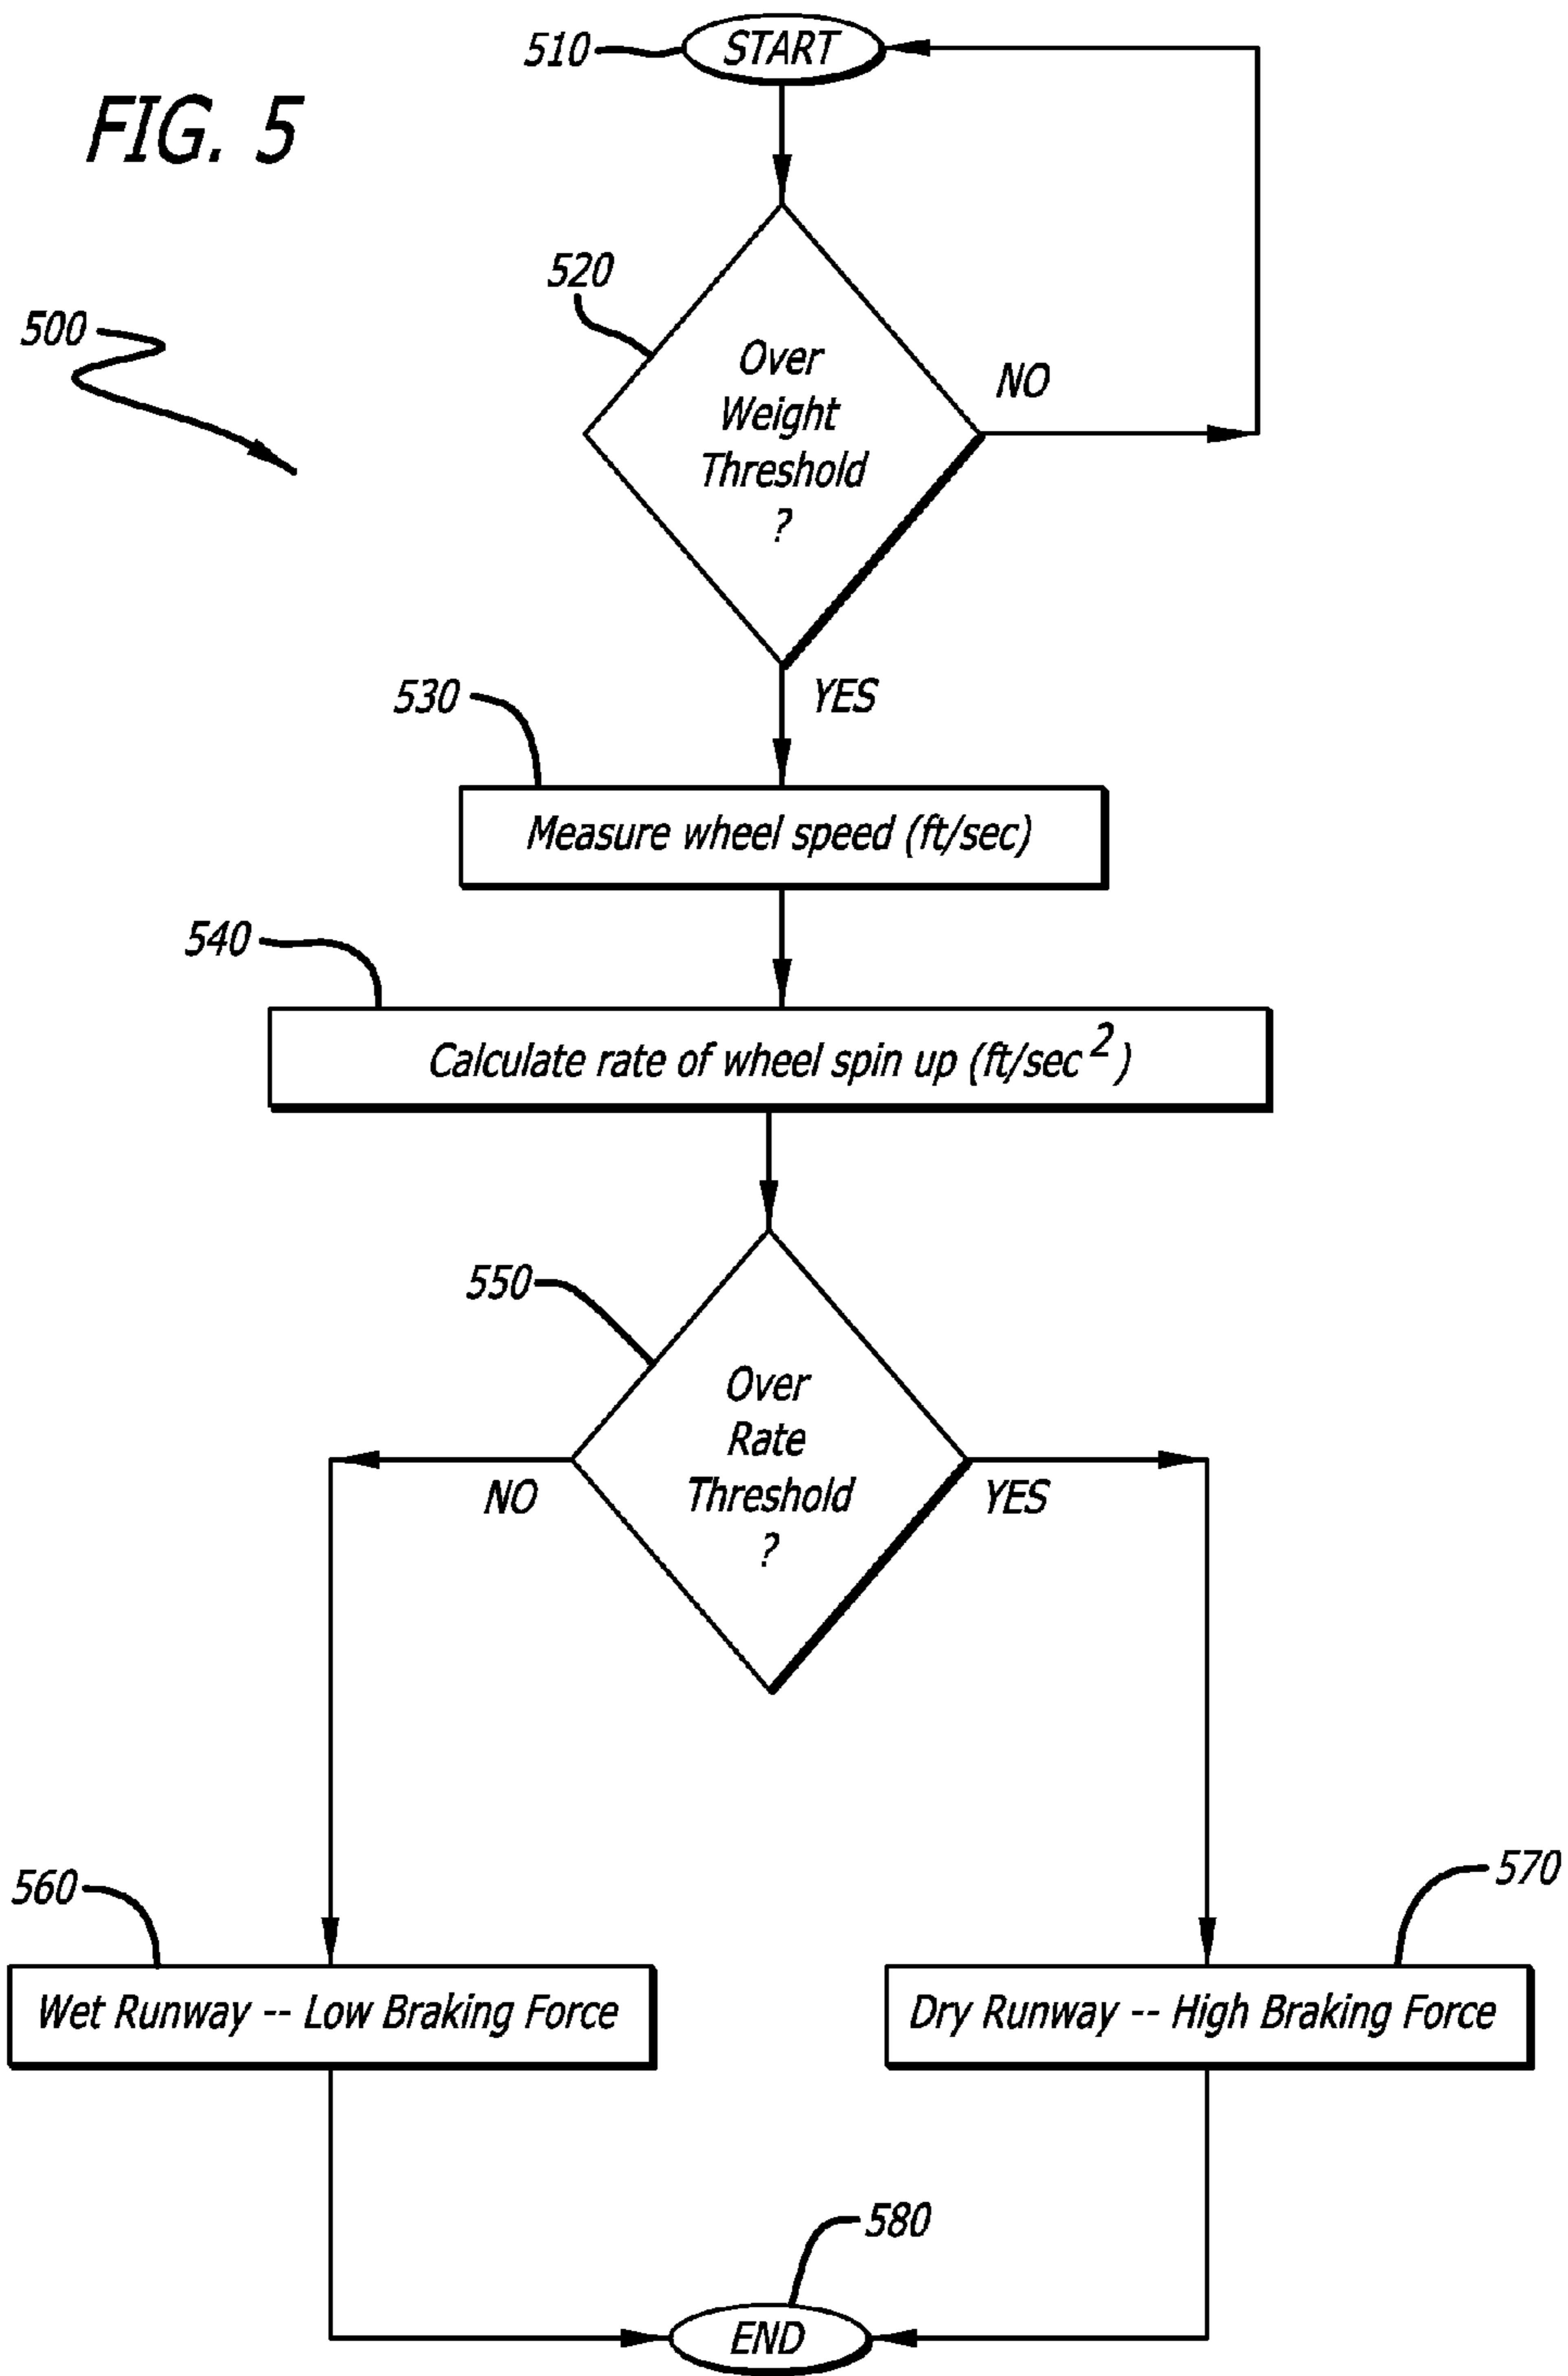 FIG. 5
510
START
500
520
Over
Weight
Threshold
?
NO
YES
530
Measure wheel speed (ft/sec)
540
Calculate rate of wheel spin up (ft/sec²)
550
Over
Rate
Threshold
?
NO
YES
560
Wet Runway -- Low Braking Force
570
Dry Runway -- High Braking Force
580
END